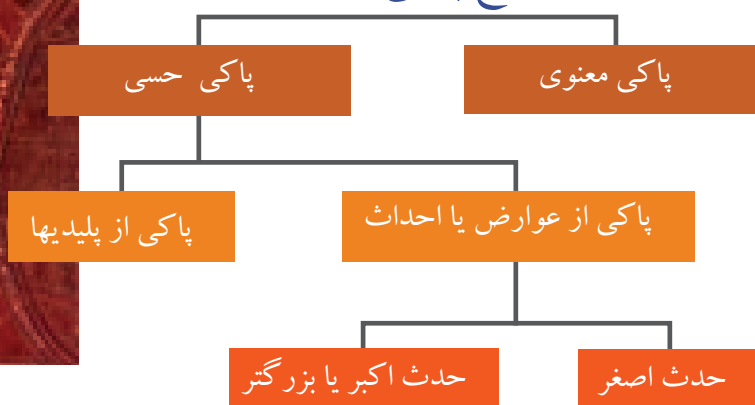 پاکی معنوی
پاکی حسی
پاکی از عوارض یا احداث
پاکی از پلیدیها
حدث اصغر
حدث اکبر یا بزرگتر